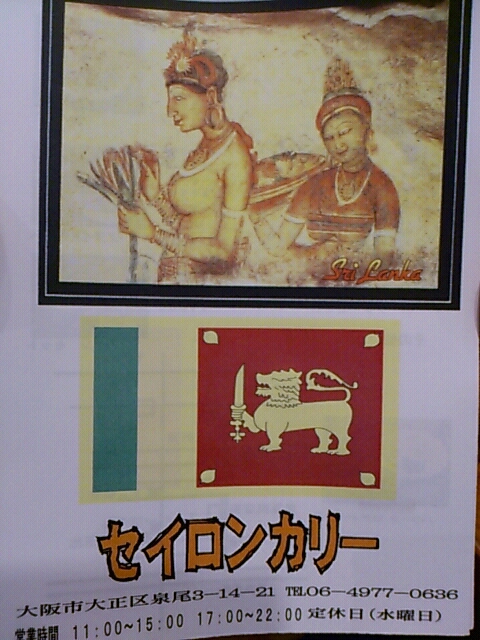 Sri Lanka
セイロンカリー
大阪市大正区泉尾3-14-21 TEL06-4977-0636
営業時間 11:00~15:00 17:00~22:00 定休日(水曜日)